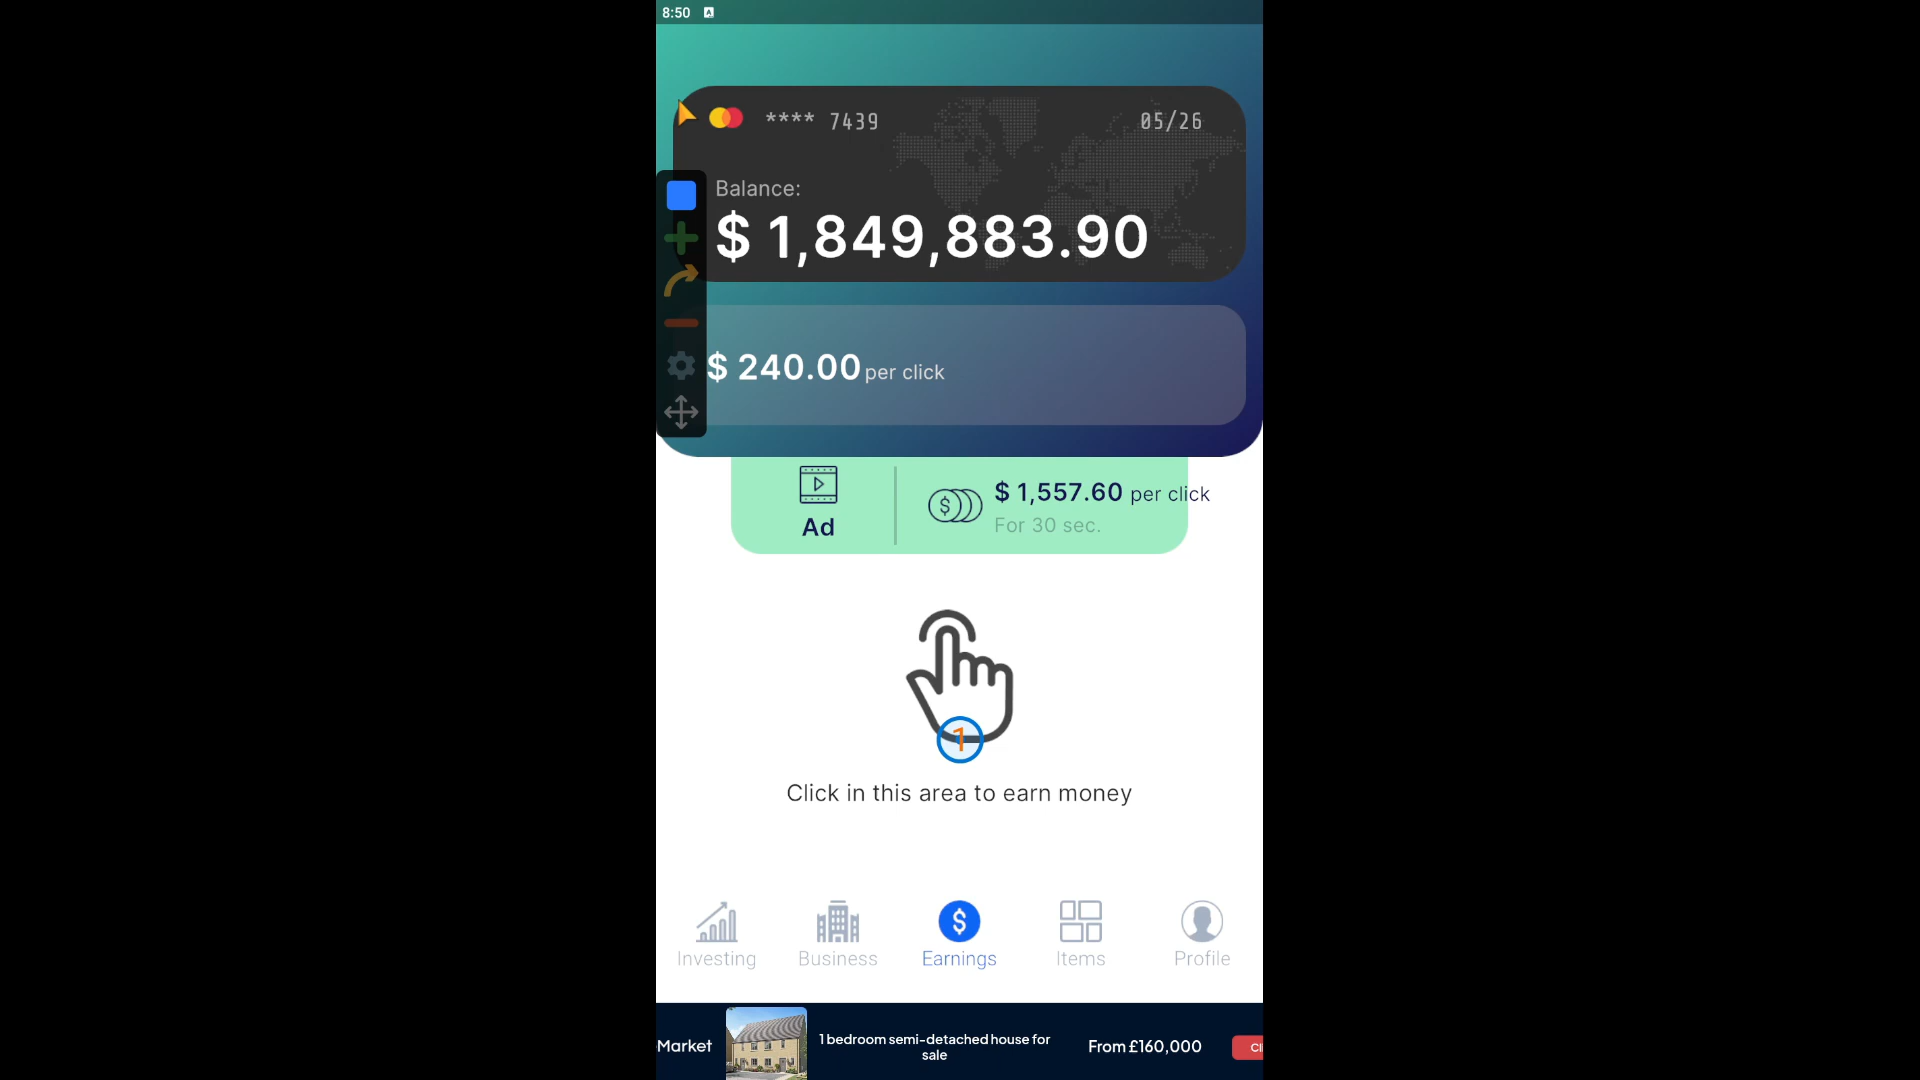 8:50
**** 7439
05/26
Balance:
$ 1,849,883.90
$ 240.00 per click
$ 1,557.60 per click
For 30 sec.
Ad
1
Click in this area to earn money
Investing
Business
Earnings
Items
Profile
Market
1 bedroom semi-detached house for
sale
From £160,000